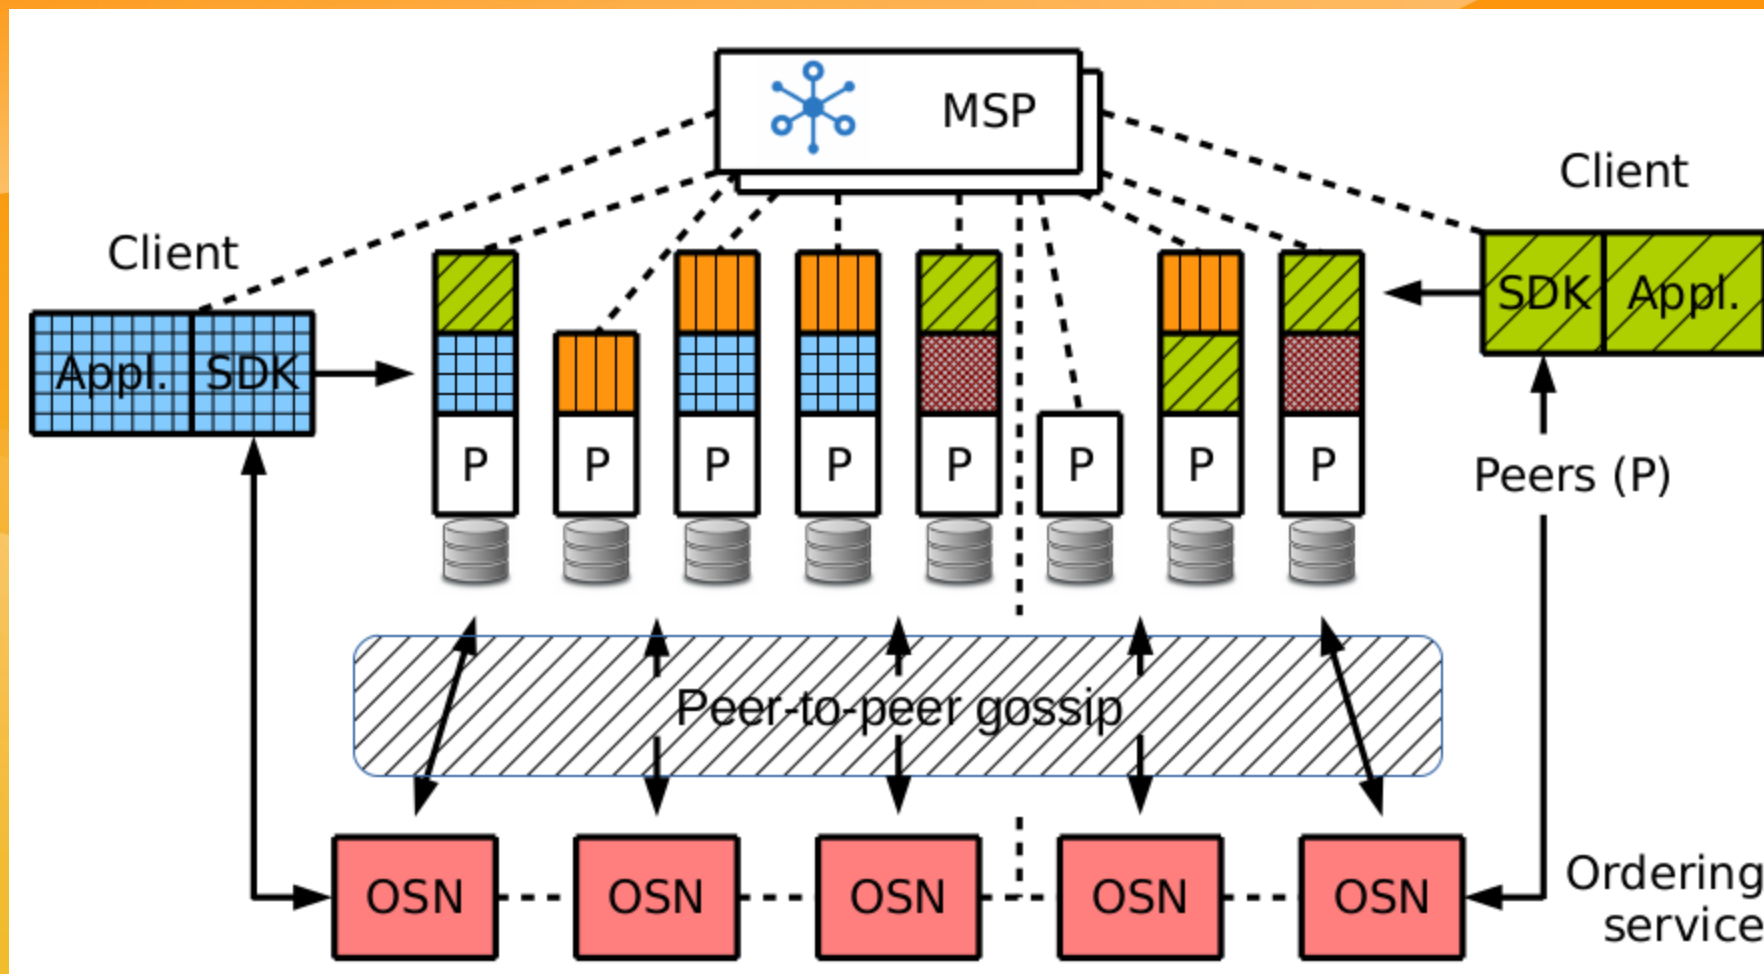 MSP
Client
Client
SDK Appl.
Appl. SDK
P P P P P P P P
Peers (P)
Peer-to-peer gossip
OSN OSN OSN OSN OSN
Ordering
service